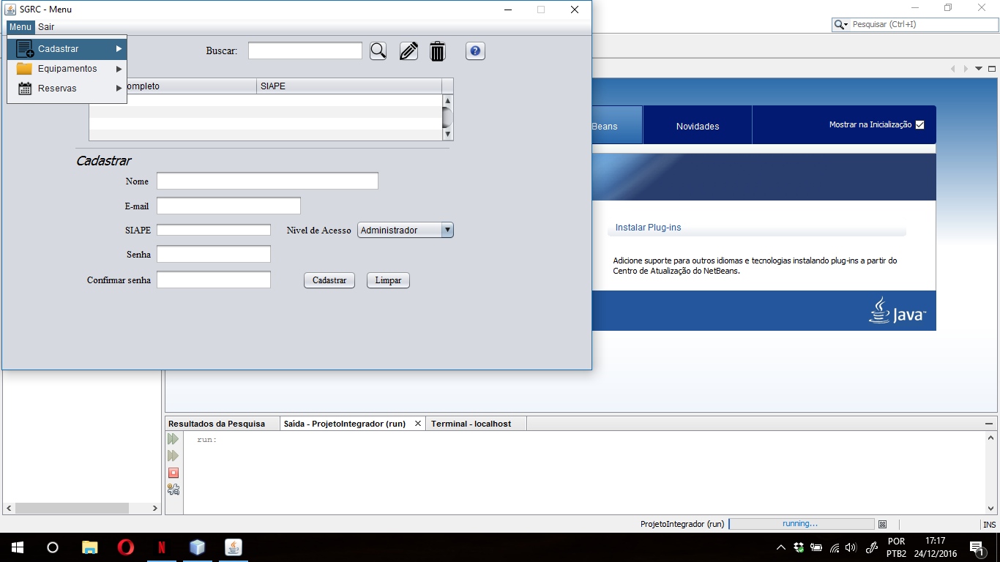 SGRC - Menu
Menu Sair
Pesquisar (Ctrl+I)
Cadastrar
Equipamentos
Reservas
Buscar:
ompleto SIAPE
Cadastrar
Nome
E-mail
SIAPE
Nivel de Acesso Administrador
Senha
Confirmar senha
Cadastrar Limpar
Beans Novidades Mostrar na Inicialização
Instalar Plug-ins
Adicione suporte para outros idiomas e tecnologias instalando plug-ins a partir do
Centro de Atualização do NetBeans.
Java™
Resultados da Pesquisa Saída - ProjetoIntegrador (run) Terminal - localhost
run:
ProjetoIntegrador (run) running... INS
N
POR
PTB2
17:17
24/12/2016
1